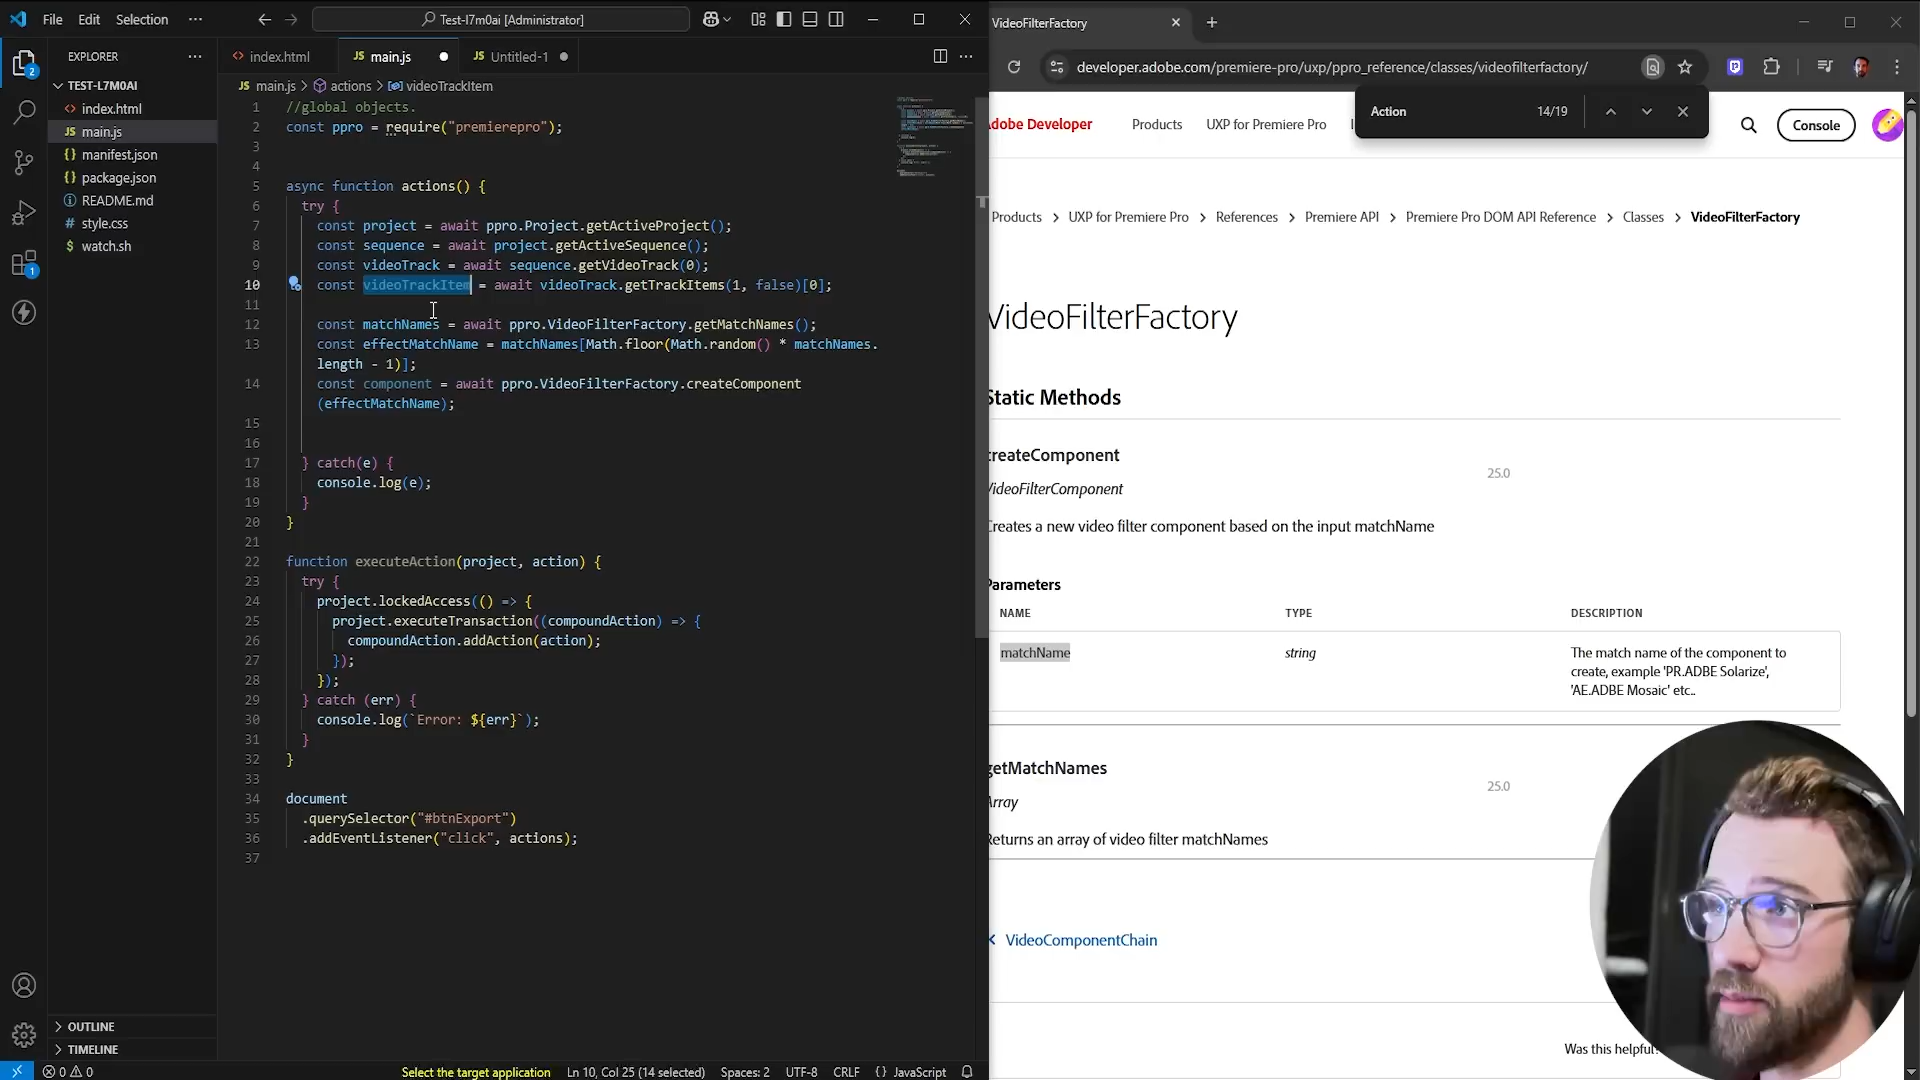 File Edit Selection ···
Test-l7m0ai [Administrator]
EXPLORER ···
TEST-L7M0AI
index.html
JS main.js
{} manifest.json
{} package.json
README.md
# style.css
$ watch.sh
OUTLINE
TIMELINE
index.html
JS main.js
JS Untitled-1
JS main.js > actions > videoTrackItem
1 //global objects.
2 const ppro = require("premierepro");
3
4
5 async function actions() {
6 try {
7 const project = await ppro.Project.getActiveProject();
8 const sequence = await project.getActiveSequence();
9 const videoTrack = await sequence.getVideoTrack(0);
10 const videoTrackItem = await videoTrack.getTrackItems(1, false)[0];
11
12 const matchNames = await ppro.VideoFilterFactory.getMatchNames();
13 const effectMatchName = matchNames[Math.floor(Math.random() * matchNames.
length - 1)];
14 const component = await ppro.VideoFilterFactory.createComponent
(effectMatchName);
15
16
17 } catch(e) {
18 console.log(e);
19 }
20 }
21
22 function executeAction(project, action) {
23 try {
24 project.lockedAccess(() => {
25 project.executeTransaction((compoundAction) => {
26 compoundAction.addAction(action);
27 });
28 });
29 } catch (err) {
30 console.log(`Error: ${err}`);
31 }
32 }
33
34 document
35 .querySelector("#btnExport")
36 .addEventListener("click", actions);
37
0 0
Select the target application
Ln 10, Col 25 (14 selected)
Spaces: 2
UTF-8
CRLF
{} JavaScript
2
1
VideoFilterFactory
developer.adobe.com/premiere-pro/uxp/ppro_reference/classes/videofilterfactory/
Action 14/19
dobe Developer
Products
UXP for Premiere Pro
Console
Products > UXP for Premiere Pro > References > Premiere API > Premiere Pro DOM API Reference > Classes > VideoFilterFactory
VideoFilterFactory
Static Methods
createComponent
25.0
VideoFilterComponent
Creates a new video filter component based on the input matchName
Parameters
NAME TYPE DESCRIPTION
matchName string The match name of the component to
create, example 'PR.ADBE Solarize',
'AE.ADBE Mosaic' etc..
getMatchNames
25.0
Array
Returns an array of video filter matchNames
VideoComponentChain
Was this helpful?